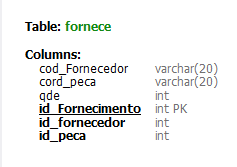 Table: fornece
Columns:
cod_Fornecedor varchar(20)
cord_peca varchar(20)
qde int
id_Fornecimento int PK
id_fornecedor int
id_peca int